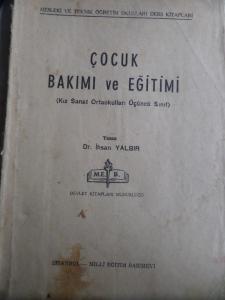 MESLEKİ VE TEKNİK ÖĞRETİM OKULLARI DERS KİTAPLARI
ÇOCUK
BAKIMI ve EĞİTİMİ
(Kız Sanat Ortaokulları Üçüncü Sınıf)
Yazan
Dr. İhsan YALBIR
M.E. B.
DEVLET KİTAPLARI MÜDÜRLÜĞÜ
İSTANBUL — MİLLÎ EĞİTİM BASIMEVİ